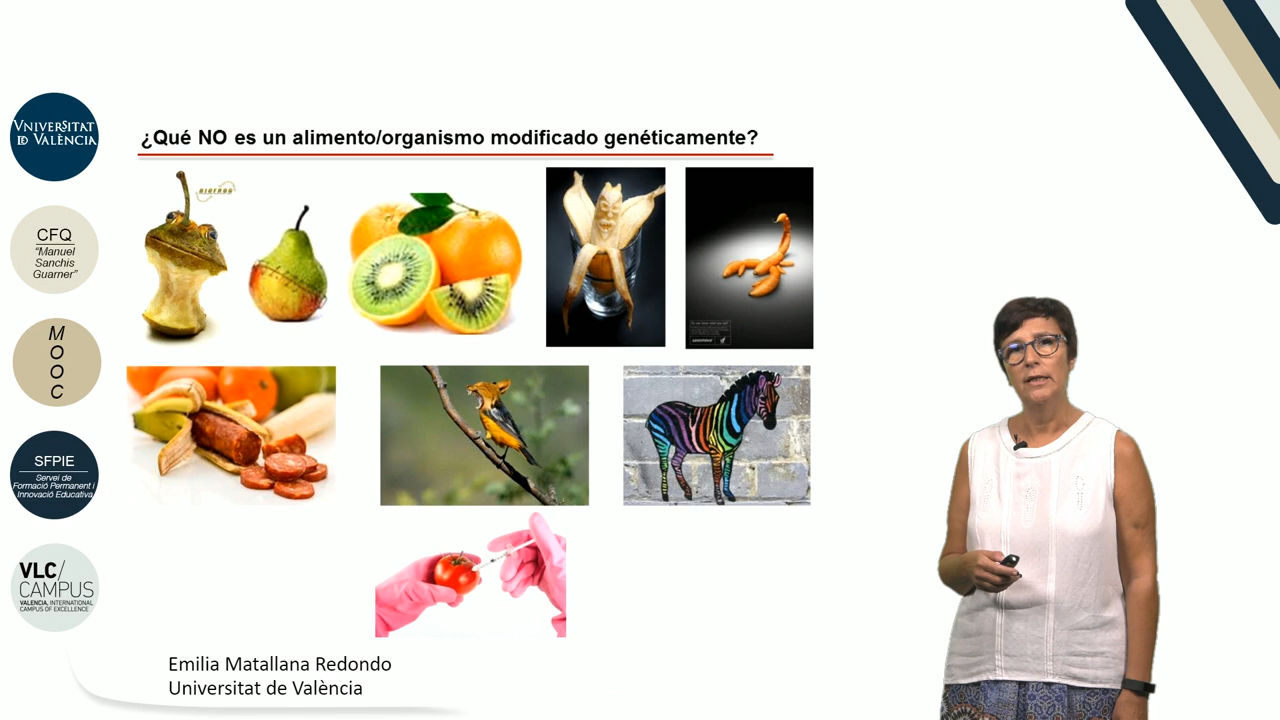 VNIVERSITAT
D VALÈNCIA
CFQ
"Manuel
Sanchis
Guarner"
M
O
O
C
SFPIE
Servei de
Formació Permanent i
Innovació Educativa
VLC/
CAMPUS
VALENCIA, INTERNATIONAL
CAMPUS OF EXCELLENCE
¿Qué NO es un alimento/organismo modificado genéticamente?
Emilia Matallana Redondo
Universitat de València